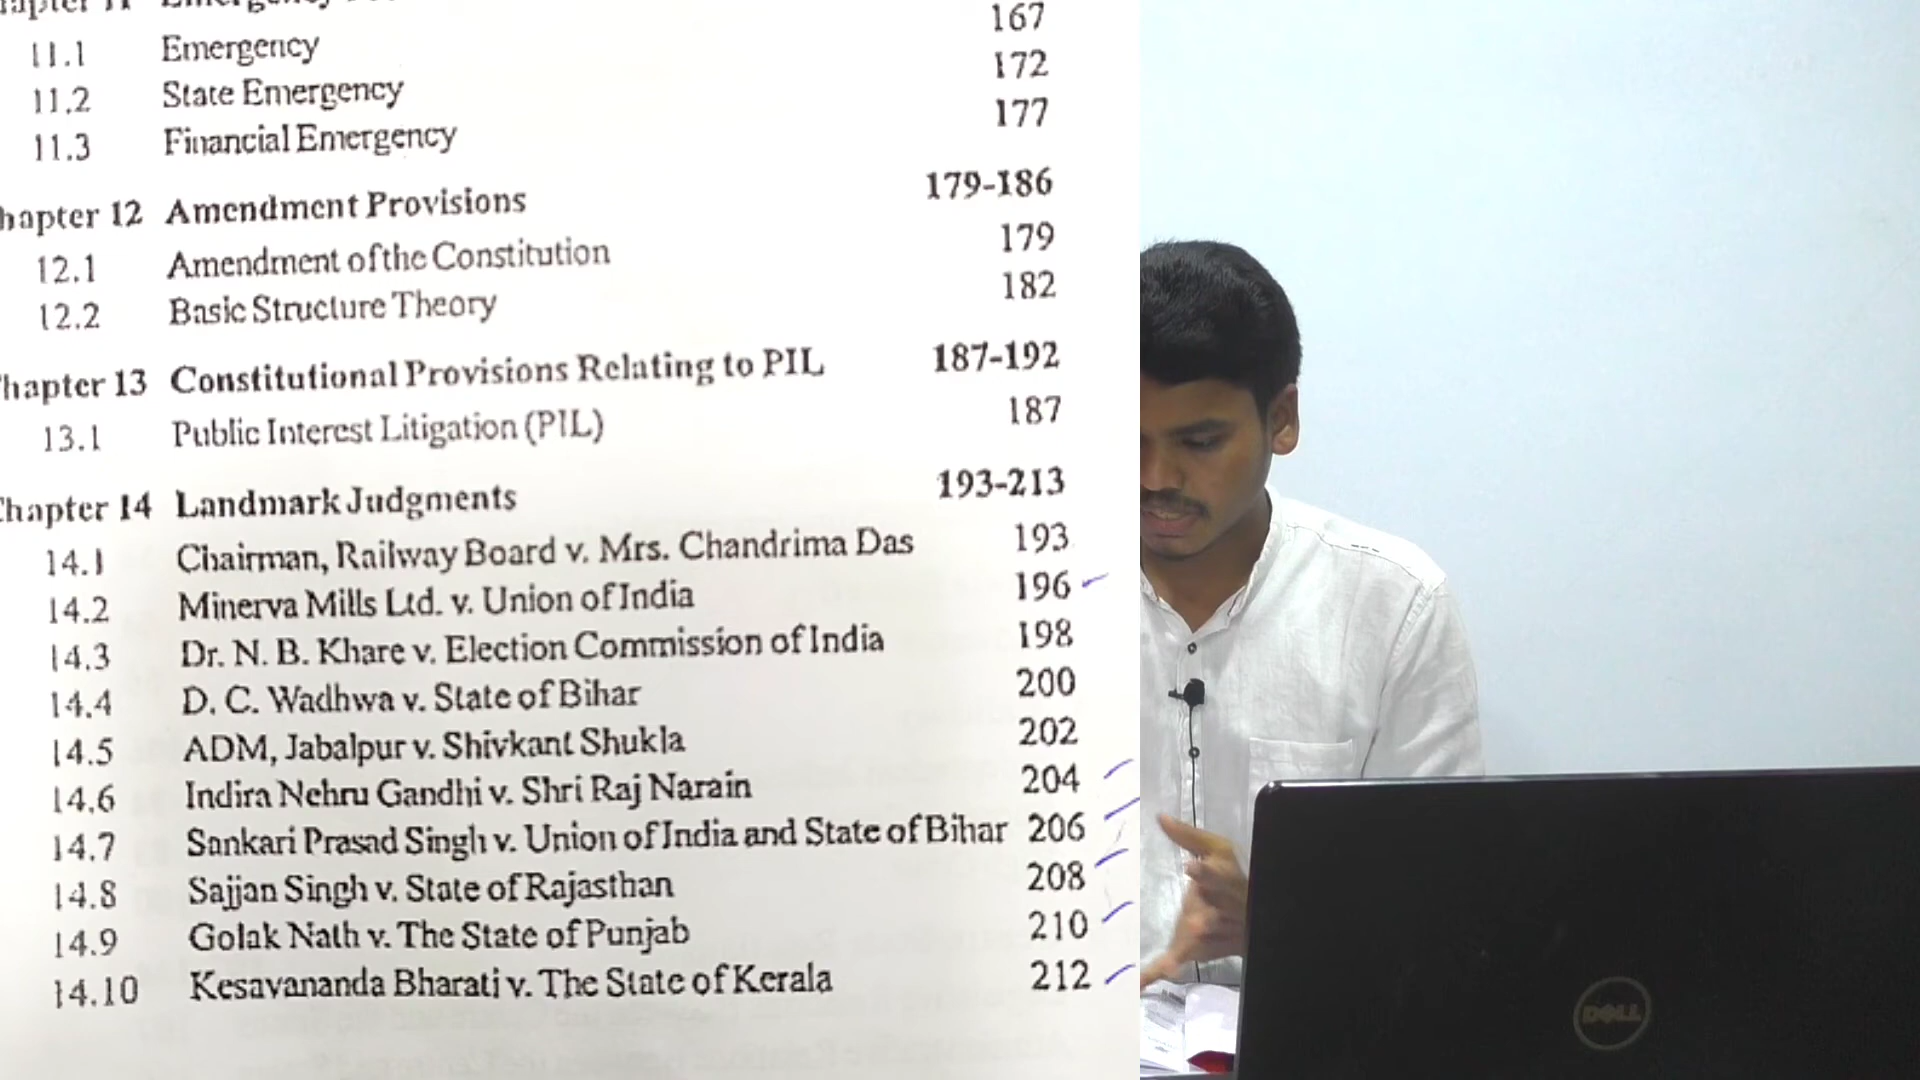 11.1 Emergency 167
11.2 State Emergency 172
11.3 Financial Emergency 177
hapter 12 Amendment Provisions 179-186
12.1 Amendment of the Constitution 179
12.2 Basic Structure Theory 182
hapter 13 Constitutional Provisions Relating to PIL 187-192
13.1 Public Interest Litigation (PIL) 187
Chapter 14 Landmark Judgments 193-213
14.1 Chairman, Railway Board v. Mrs. Chandrima Das 193
14.2 Minerva Mills Ltd. v. Union of India 196
14.3 Dr. N. B. Khare v. Election Commission of India 198
14.4 D. C. Wadhwa v. State of Bihar 200
14.5 ADM, Jabalpur v. Shivkant Shukla 202
14.6 Indira Nehru Gandhi v. Shri Raj Narain 204
14.7 Sankari Prasad Singh v. Union of India and State of Bihar 206
14.8 Sajjan Singh v. State of Rajasthan 208
14.9 Golak Nath v. The State of Punjab 210
14.10 Kesavananda Bharati v. The State of Kerala 212
DELL